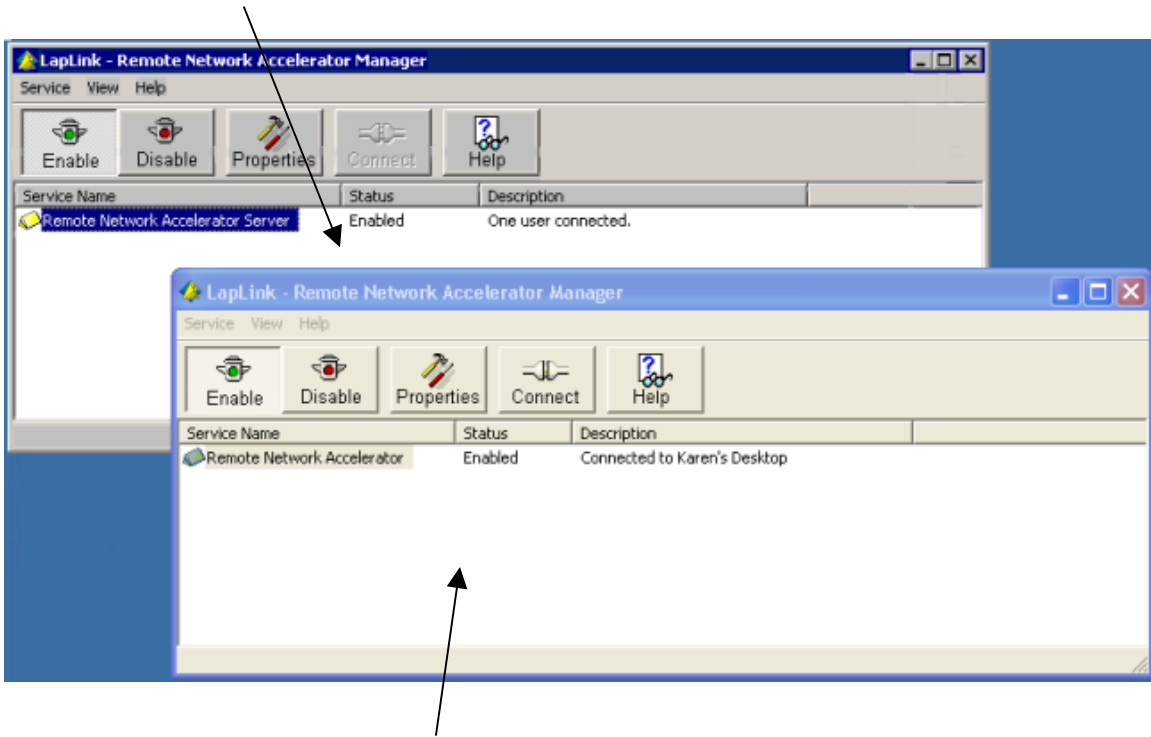 LapLink - Remote Network Accelerator Manager
Service View Help
Enable Disable Properties Connect Help
Service Name Status Description
Remote Network Accelerator Server Enabled One user connected.
LapLink - Remote Network Accelerator Manager
Service View Help
Enable Disable Properties Connect Help
Service Name Status Description
Remote Network Accelerator Enabled Connected to Karen's Desktop